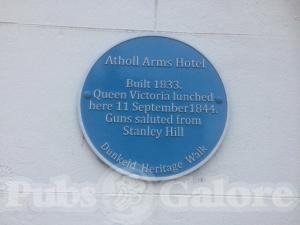 Atholl Arms Hotel
Built 1833.
Queen Victoria lunched
here 11 September 1844.
Guns saluted from
Stanley Hill
Dunkeld Heritage Walk
Pubs Galore